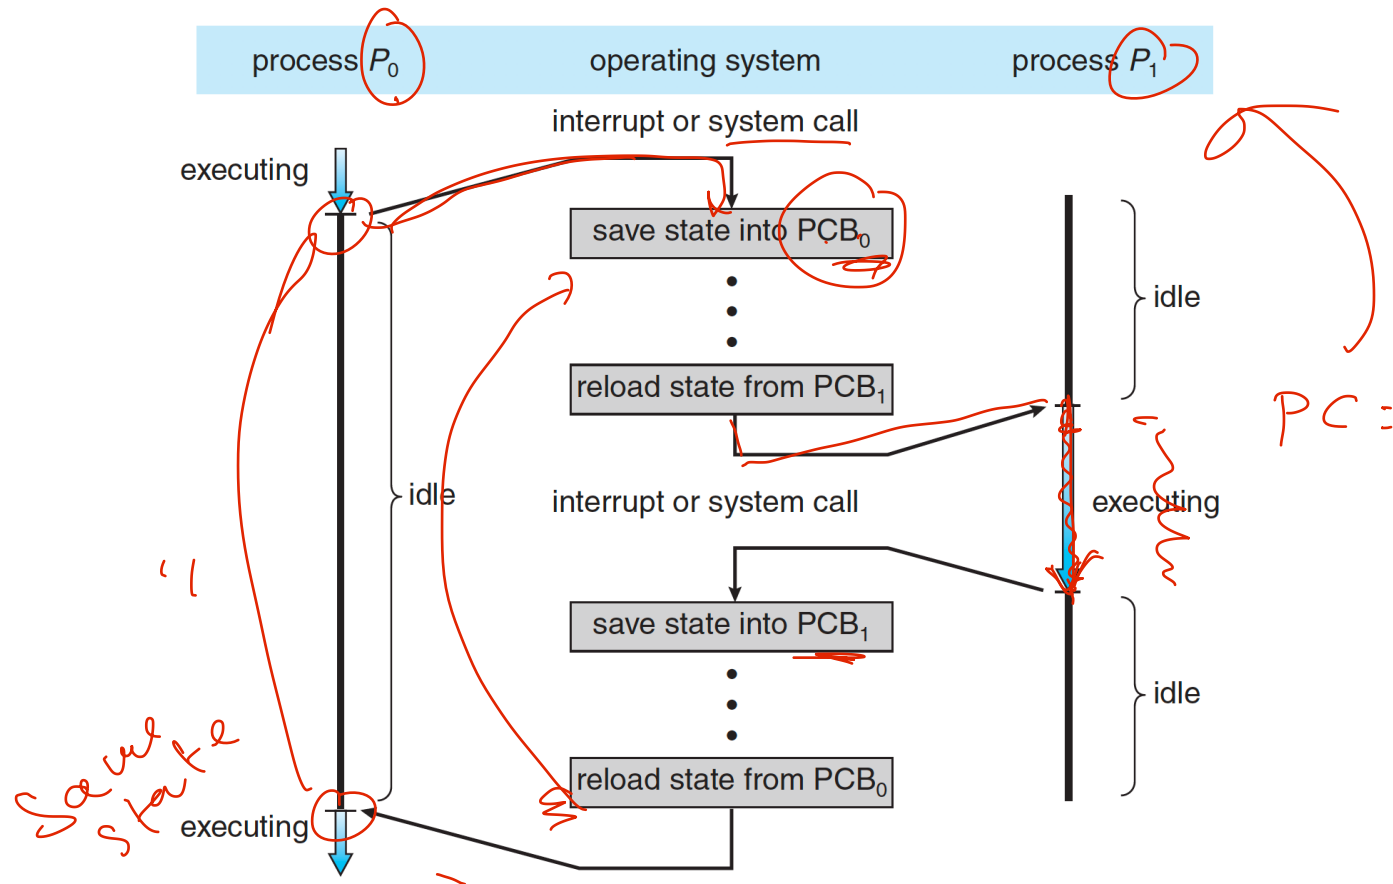 process P0 operating system process P1
interrupt or system call
executing
save state into PCB0
idle
reload state from PCB1
PC =
idle
interrupt or system call
executing
save state into PCB1
idle
save
state
reload state from PCB0
executing